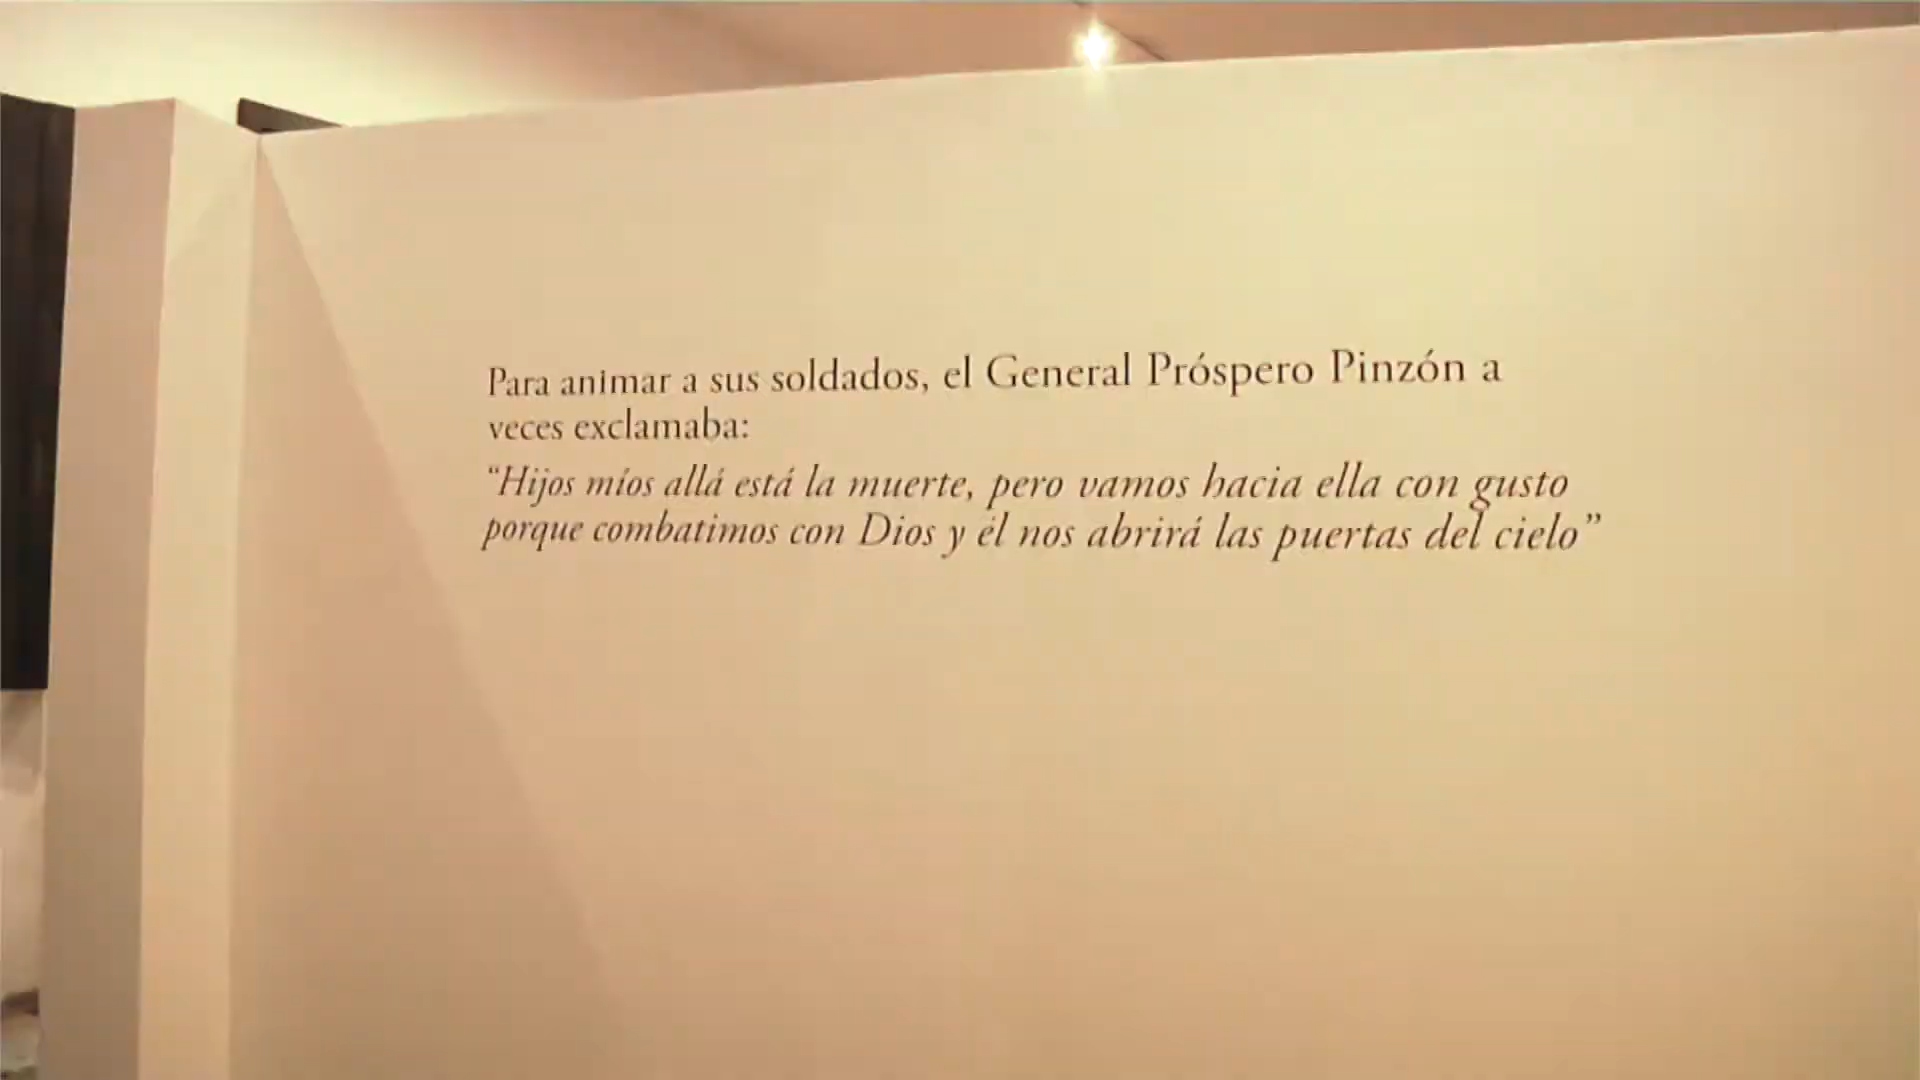 Para animar a sus soldados, el General Próspero Pinzón a
veces exclamaba:
“Hijos míos allá está la muerte, pero vamos hacia ella con gusto
porque combatimos con Dios y él nos abrirá las puertas del cielo”